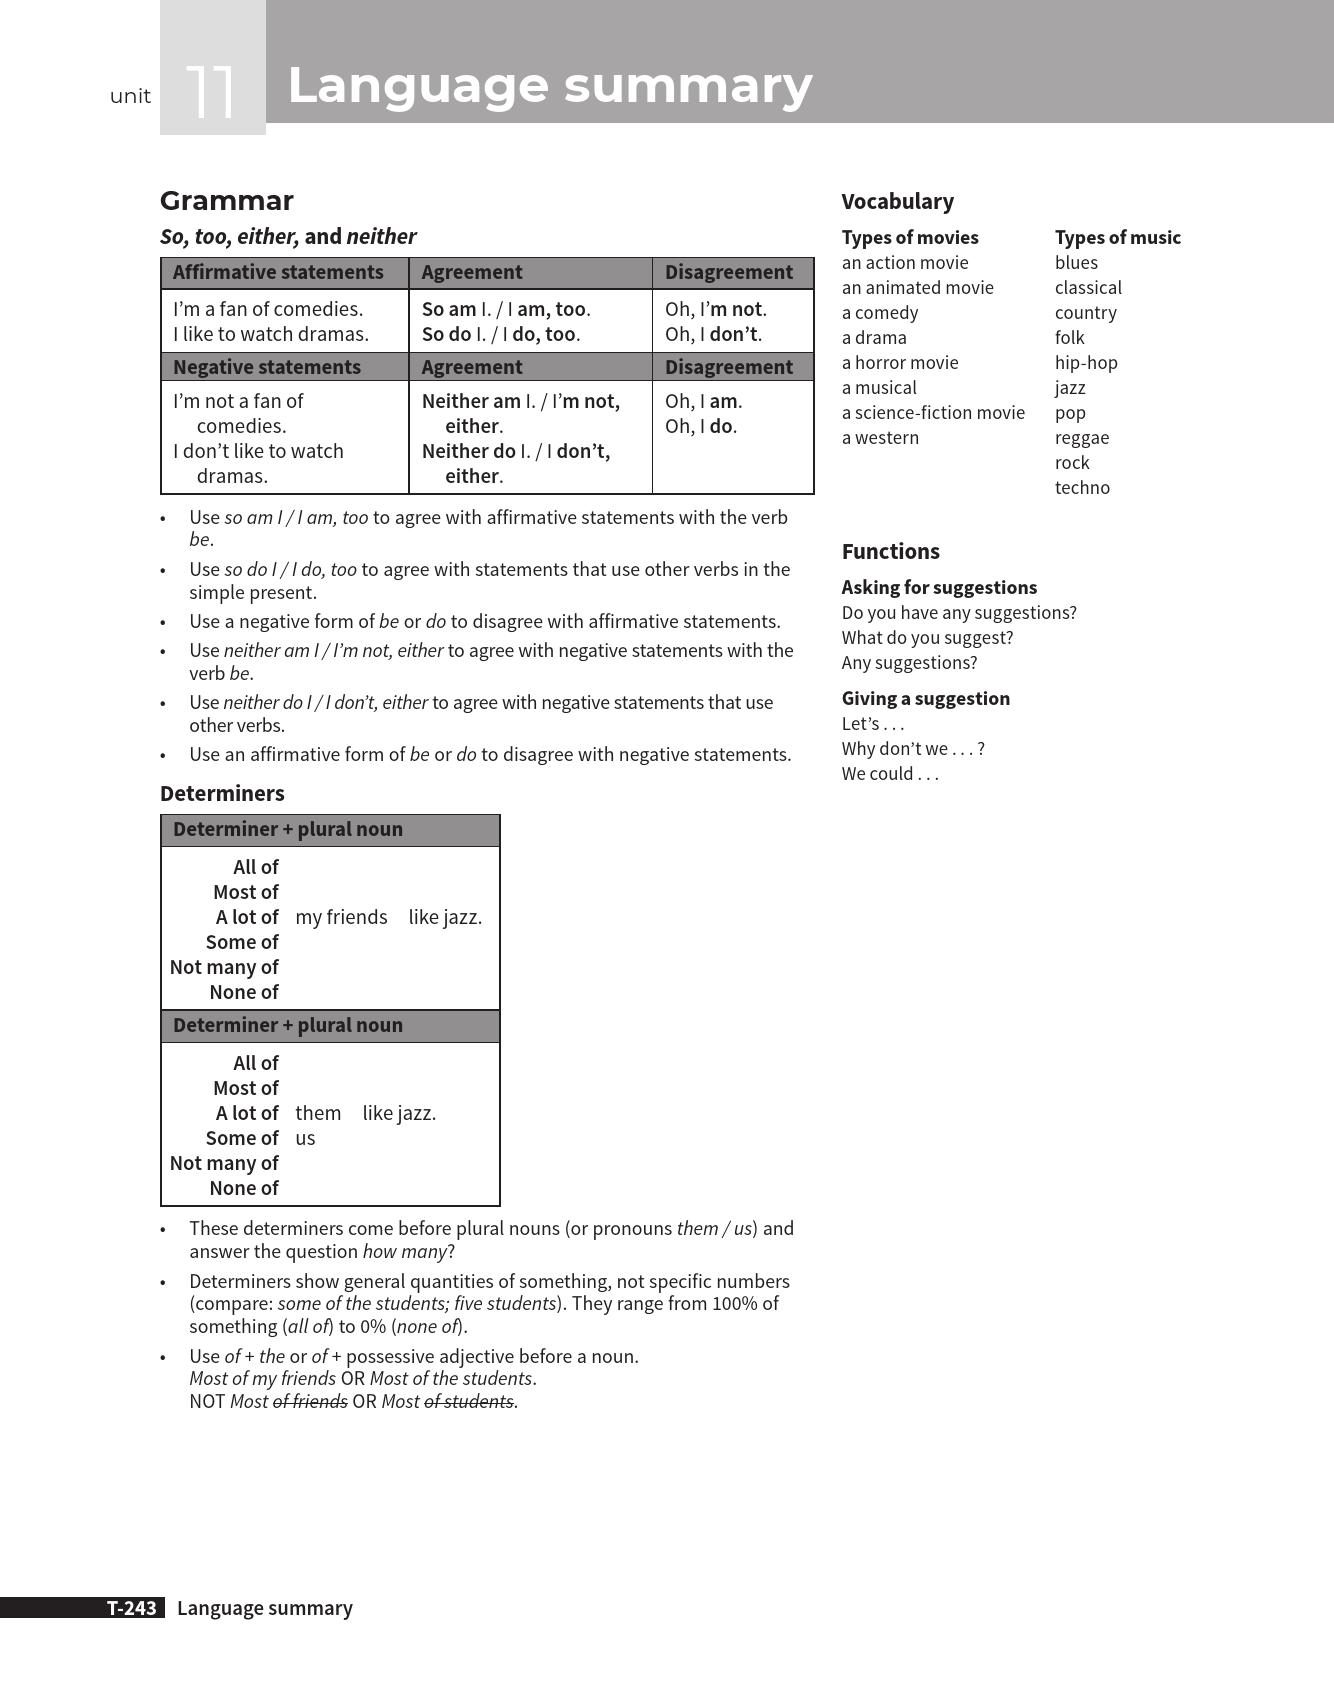 unit 11 Language summary
Grammar
So, too, either, and neither
Affirmative statements Agreement Disagreement
I’m a fan of comedies. So am I. / I am, too. Oh, I’m not.
I like to watch dramas. So do I. / I do, too. Oh, I don’t.
Negative statements Agreement Disagreement
I’m not a fan of Neither am I. / I’m not, Oh, I am.
comedies. either. Oh, I do.
I don’t like to watch Neither do I. / I don’t,
dramas. either.
• Use so am I / I am, too to agree with affirmative statements with the verb
be.
• Use so do I / I do, too to agree with statements that use other verbs in the
simple present.
• Use a negative form of be or do to disagree with affirmative statements.
• Use neither am I / I’m not, either to agree with negative statements with the
verb be.
• Use neither do I / I don’t, either to agree with negative statements that use
other verbs.
• Use an affirmative form of be or do to disagree with negative statements.
Determiners
Determiner + plural noun
All of
Most of
A lot of my friends like jazz.
Some of
Not many of
None of
Determiner + plural noun
All of
Most of
A lot of them like jazz.
Some of us
Not many of
None of
• These determiners come before plural nouns (or pronouns them / us) and
answer the question how many?
• Determiners show general quantities of something, not specific numbers
(compare: some of the students; five students). They range from 100% of
something (all of) to 0% (none of).
• Use of + the or of + possessive adjective before a noun.
Most of my friends OR Most of the students.
NOT Most of friends OR Most of students.
Vocabulary
Types of movies
an action movie
an animated movie
a comedy
a drama
a horror movie
a musical
a science-fiction movie
a western
Types of music
blues
classical
country
folk
hip-hop
jazz
pop
reggae
rock
techno
Functions
Asking for suggestions
Do you have any suggestions?
What do you suggest?
Any suggestions?
Giving a suggestion
Let’s . . .
Why don’t we . . . ?
We could . . .
T-243 Language summary